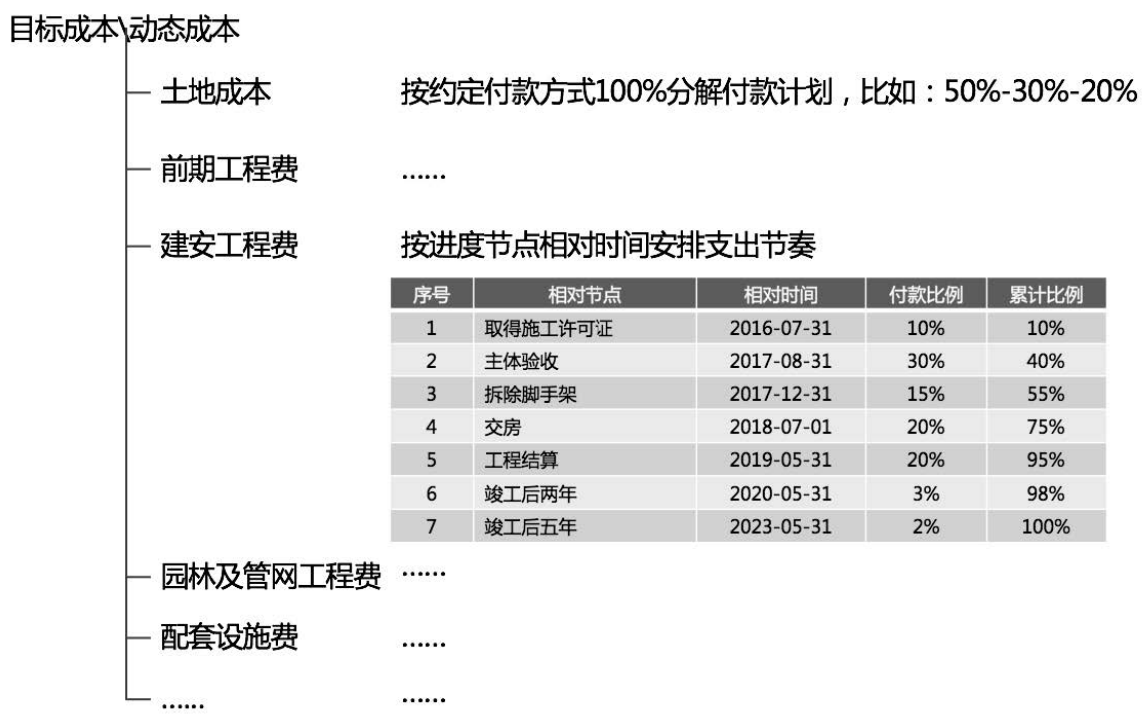 目标成本\动态成本
土地成本 按约定付款方式100%分解付款计划，比如：50%-30%-20%
前期工程费 ……
建安工程费 按进度节点相对时间安排支出节奏
序号 相对节点 相对时间 付款比例 累计比例
1 取得施工许可证 2016-07-31 10% 10%
2 主体验收 2017-08-31 30% 40%
3 拆除脚手架 2017-12-31 15% 55%
4 交房 2018-07-01 20% 75%
5 工程结算 2019-05-31 20% 95%
6 竣工后两年 2020-05-31 3% 98%
7 竣工后五年 2023-05-31 2% 100%
园林及管网工程费 ……
配套设施费 ……
…… ……